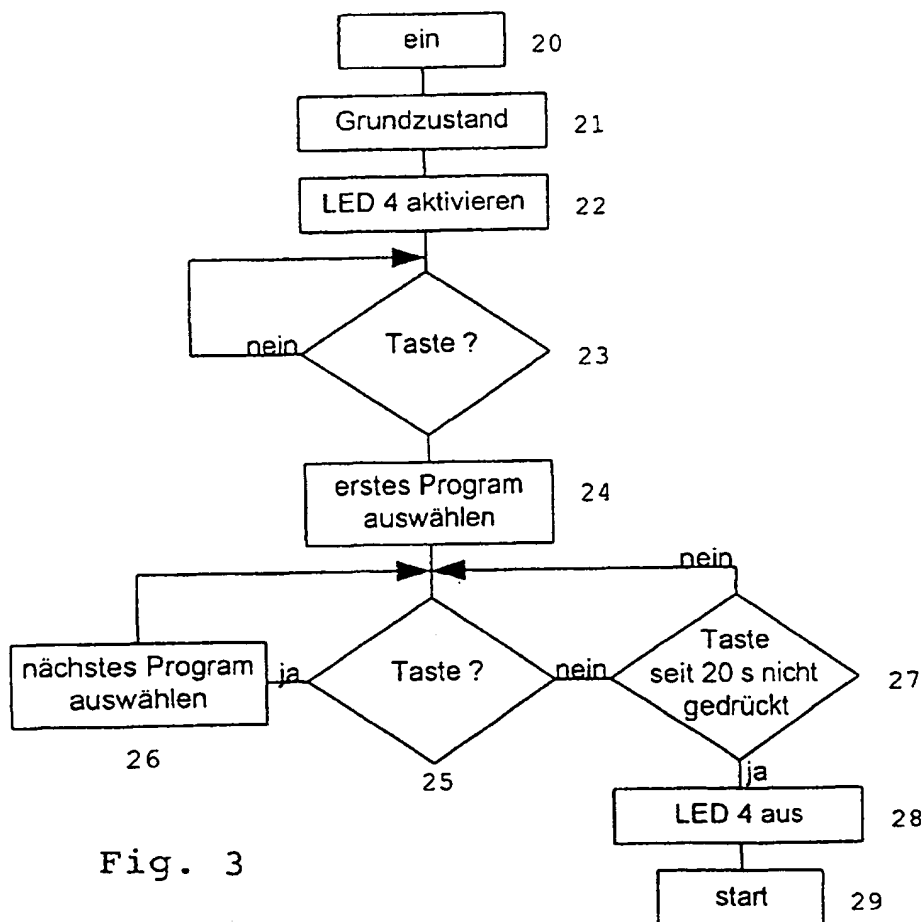 ein 20
Grundzustand 21
LED 4 aktivieren 22
nein Taste ? 23
erstes Program 24
auswählen
nein
nächstes Program
auswählen
ja Taste ? nein
Taste
seit 20 s nicht
gedrückt
27
26 25
ja
LED 4 aus 28
Fig. 3
start 29